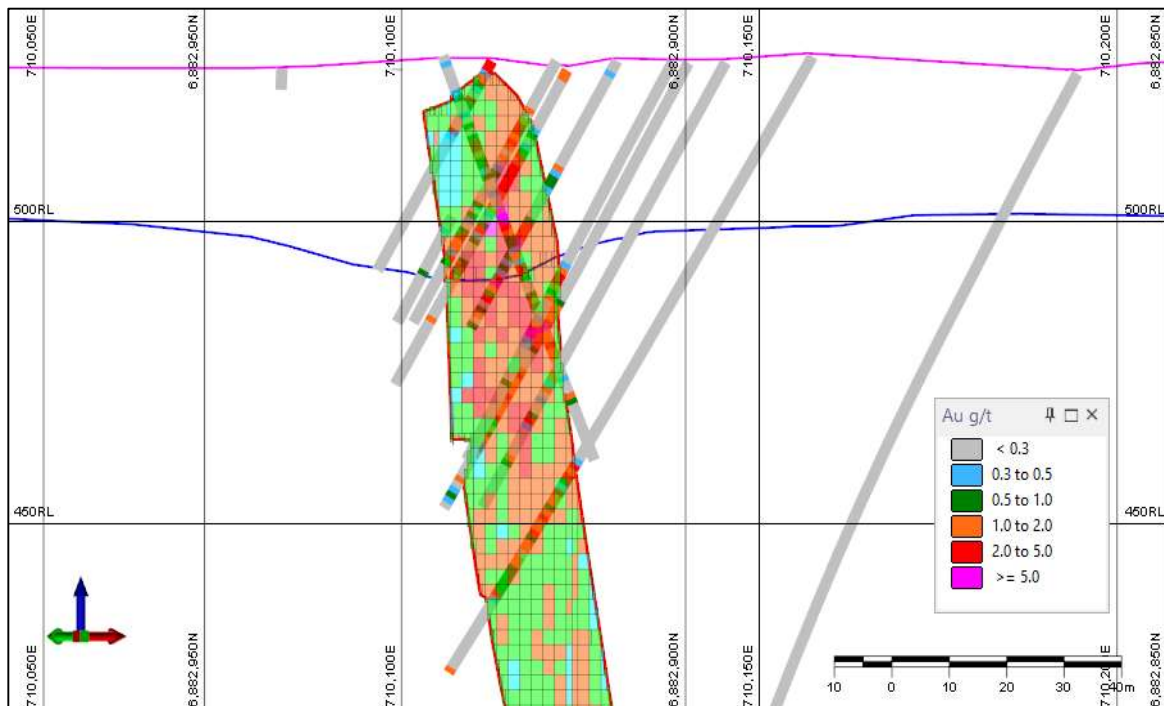 710,050E
6,882,950N
710,100E
6,882,900N
710,150E
710,200E
6,882,850N
500RL
Au g/t
< 0.3
0.3 to 0.5
0.5 to 1.0
1.0 to 2.0
2.0 to 5.0
>= 5.0
450RL
10 0 10 20 30 40m
710,050E
6,882,950N
710,100E
6,882,900N
710,150E
710,200E
6,882,850N